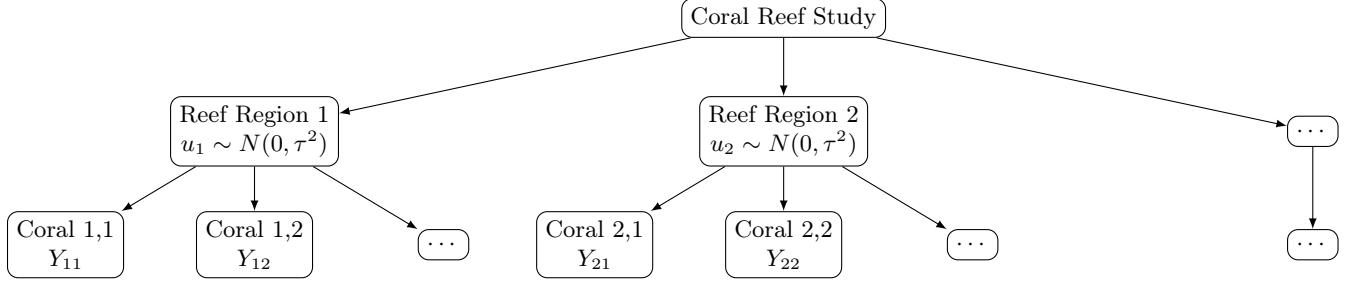 Coral Reef Study
Reef Region 1
u₁ ∼ N(0, τ²)
Reef Region 2
u₂ ∼ N(0, τ²)
···
Coral 1,1
Y₁₁
Coral 1,2
Y₁₂
···
Coral 2,1
Y₂₁
Coral 2,2
Y₂₂
···
···